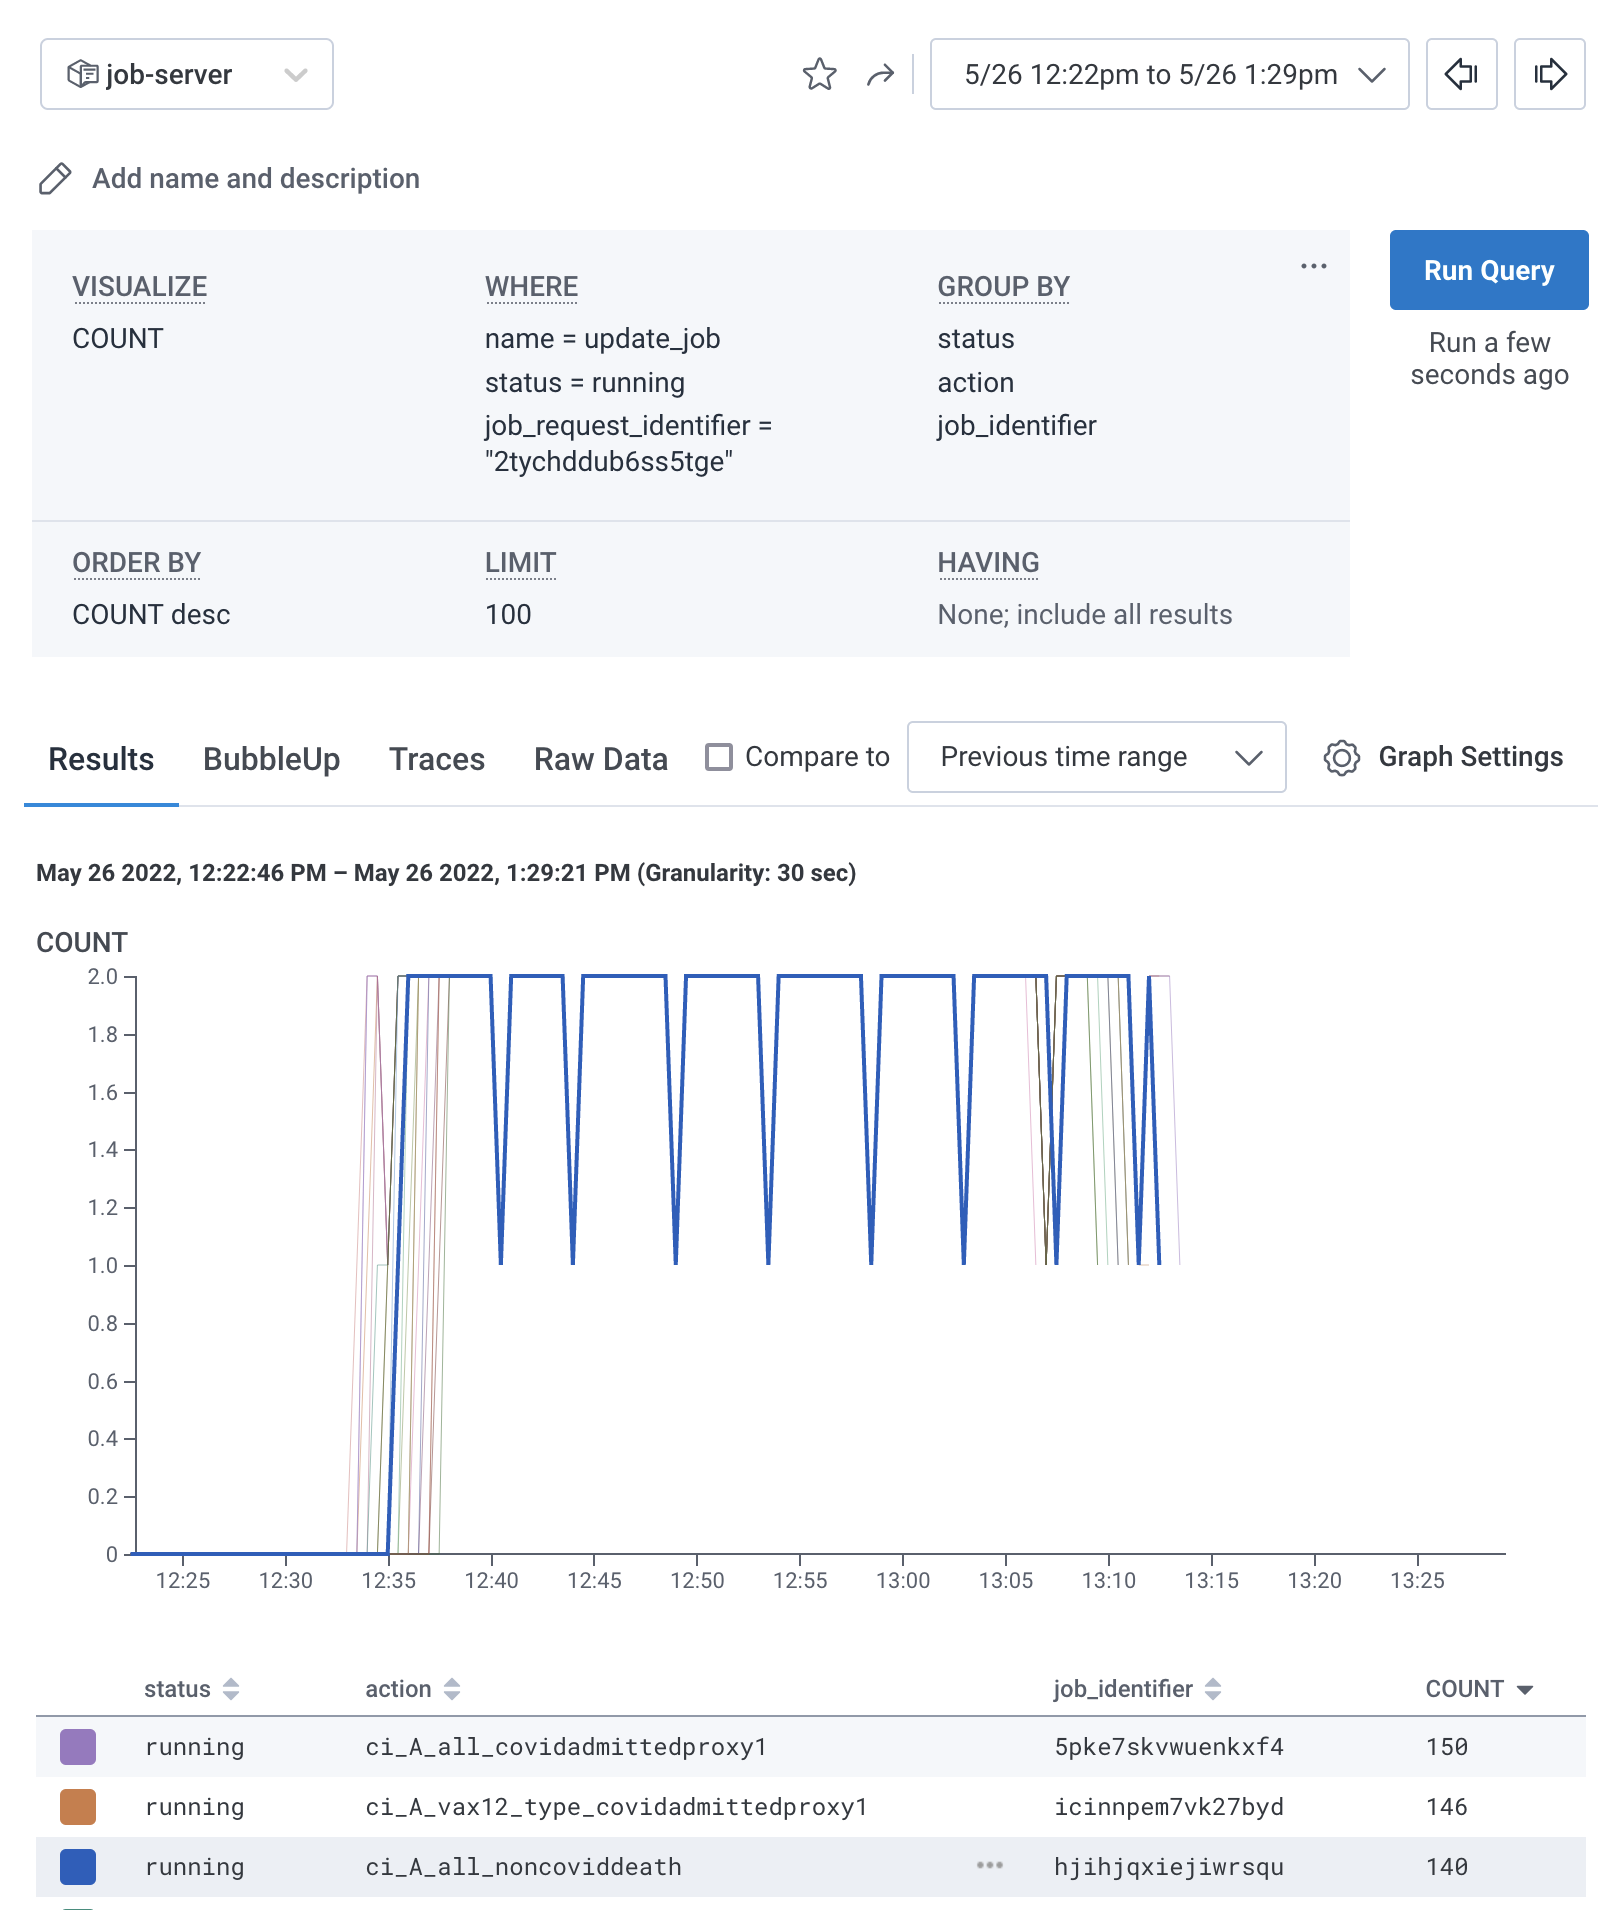 job-server
5/26 12:22pm to 5/26 1:29pm
Add name and description
VISUALIZE WHERE GROUP BY
COUNT name = update_job status
status = running action
job_request_identifier = job_identifier
"2tychddub6ss5tge"
Run Query
Run a few
seconds ago
ORDER BY LIMIT HAVING
COUNT desc 100 None; include all results
Results BubbleUp Traces Raw Data Compare to Previous time range Graph Settings
May 26 2022, 12:22:46 PM – May 26 2022, 1:29:21 PM (Granularity: 30 sec)
COUNT
2.0
1.8
1.6
1.4
1.2
1.0
0.8
0.6
0.4
0.2
0
12:25 12:30 12:35 12:40 12:45 12:50 12:55 13:00 13:05 13:10 13:15 13:20 13:25
status action job_identifier COUNT
running ci_A_all_covidadmittedproxy1 5pke7skvwuenkxf4 150
running ci_A_vax12_type_covidadmittedproxy1 icinnpem7vk27byd 146
running ci_A_all_noncoviddeath hjihjqxiejiwrsqu 140